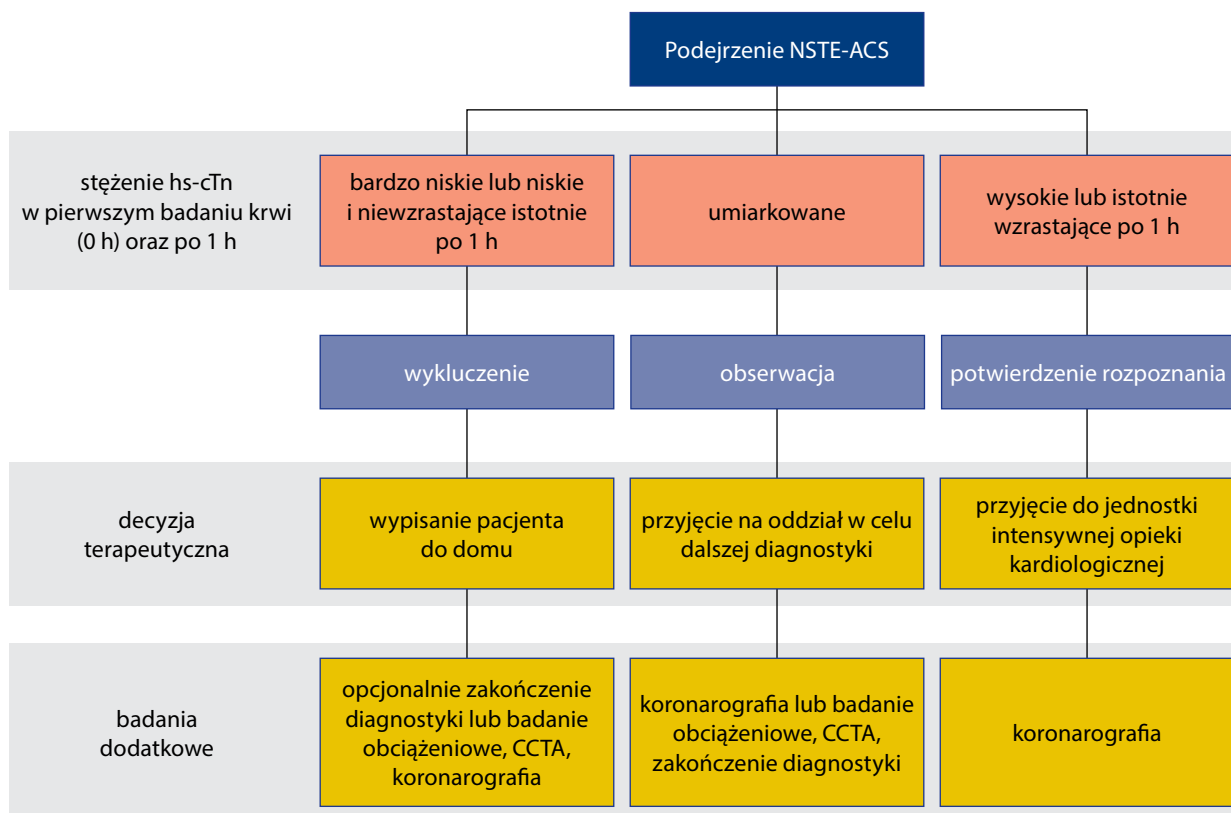 Podejrzenie NSTE-ACS
stężenie hs-cTn
w pierwszym badaniu krwi
(0 h) oraz po 1 h
bardzo niskie lub niskie
i niewzrastające istotnie
po 1 h
umiarkowane
wysokie lub istotnie
wzrastające po 1 h
wykluczenie
obserwacja
potwierdzenie rozpoznania
decyzja
terapeutyczna
wypisanie pacjenta
do domu
przyjęcie na oddział w celu
dalszej diagnostyki
przyjęcie do jednostki
intensywnej opieki
kardiologicznej
badania
dodatkowe
opcjonalnie zakończenie
diagnostyki lub badanie
obciążeniowe, CCTA,
koronarografia
koronarografia lub badanie
obciążeniowe, CCTA,
zakończenie diagnostyki
koronarografia